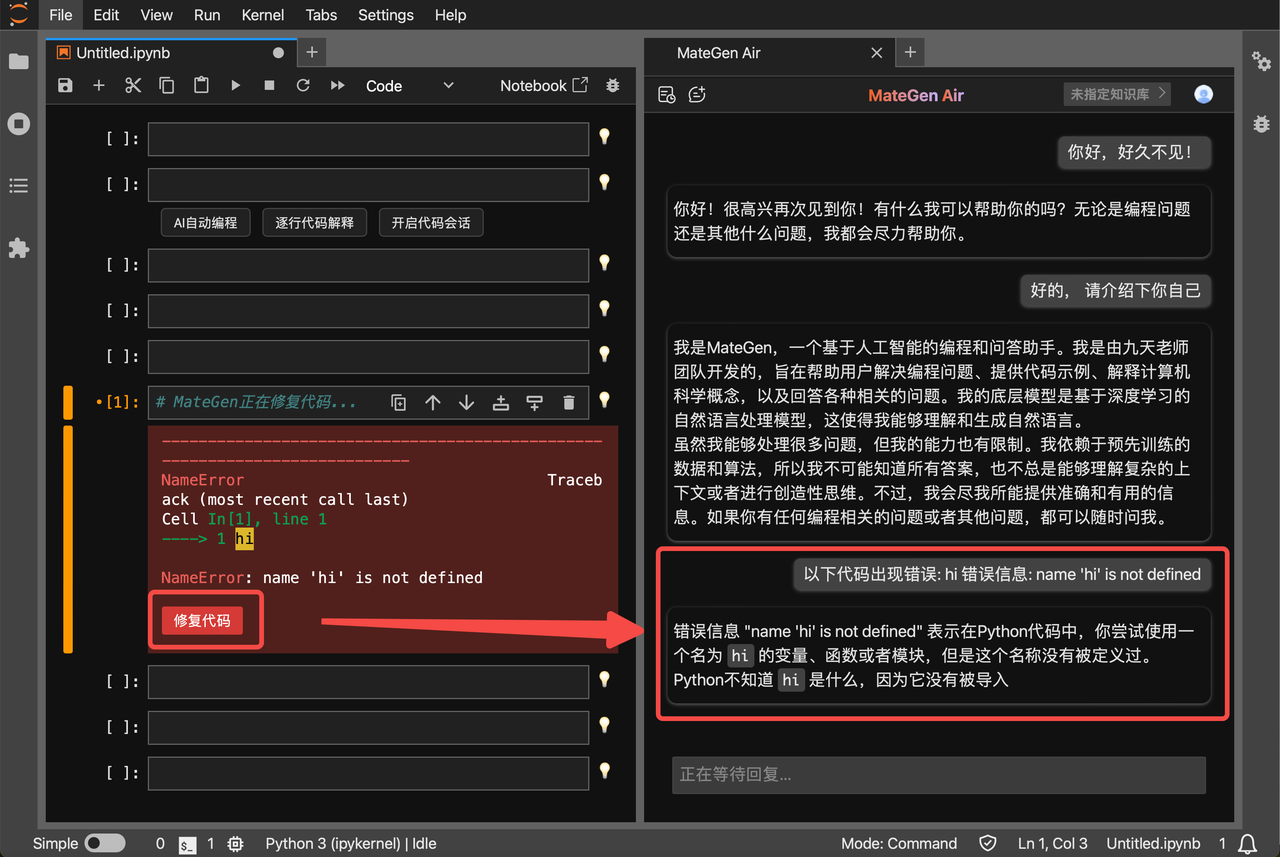 File Edit View Run Kernel Tabs Settings Help
Untitled.ipynb
Code
Notebook
[ ]:
[ ]:
AI自动编程 逐行代码解释 开启代码会话
[ ]:
[ ]:
[ ]:
•[1]: # MateGen正在修复代码...
---------------------------------------------------------------------------
NameError Traceb
ack (most recent call last)
Cell In[1], line 1
----> 1 hi
NameError: name 'hi' is not defined
修复代码
[ ]:
[ ]:
[ ]:
MateGen Air
MateGen Air
未指定知识库
你好，好久不见！
你好！很高兴再次见到你！有什么我可以帮助你的吗？无论是编程问题
还是其他什么问题，我都会尽力帮助你。
好的， 请介绍下你自己
我是MateGen，一个基于人工智能的编程和问答助手。我是由九天老师
团队开发的，旨在帮助用户解决编程问题、提供代码示例、解释计算机
科学概念，以及回答各种相关的问题。我的底层模型是基于深度学习的
自然语言处理模型，这使得我能够理解和生成自然语言。
虽然我能够处理很多问题，但我的能力也有限制。我依赖于预先训练的
数据和算法，所以我不可能知道所有答案，也不总是能够理解复杂的上
下文或者进行创造性思维。不过，我会尽我所能提供准确和有用的信
息。如果你有任何编程相关的问题或者其他问题，都可以随时问我。
以下代码出现错误: hi 错误信息: name 'hi' is not defined
错误信息 "name 'hi' is not defined" 表示在Python代码中，你尝试使用一
个名为 hi 的变量、函数或者模块，但是这个名称没有被定义过。
Python不知道 hi 是什么，因为它没有被导入
正在等待回复...
Simple 0 $_ 1 Python 3 (ipykernel) | Idle Mode: Command Ln 1, Col 3 Untitled.ipynb 1